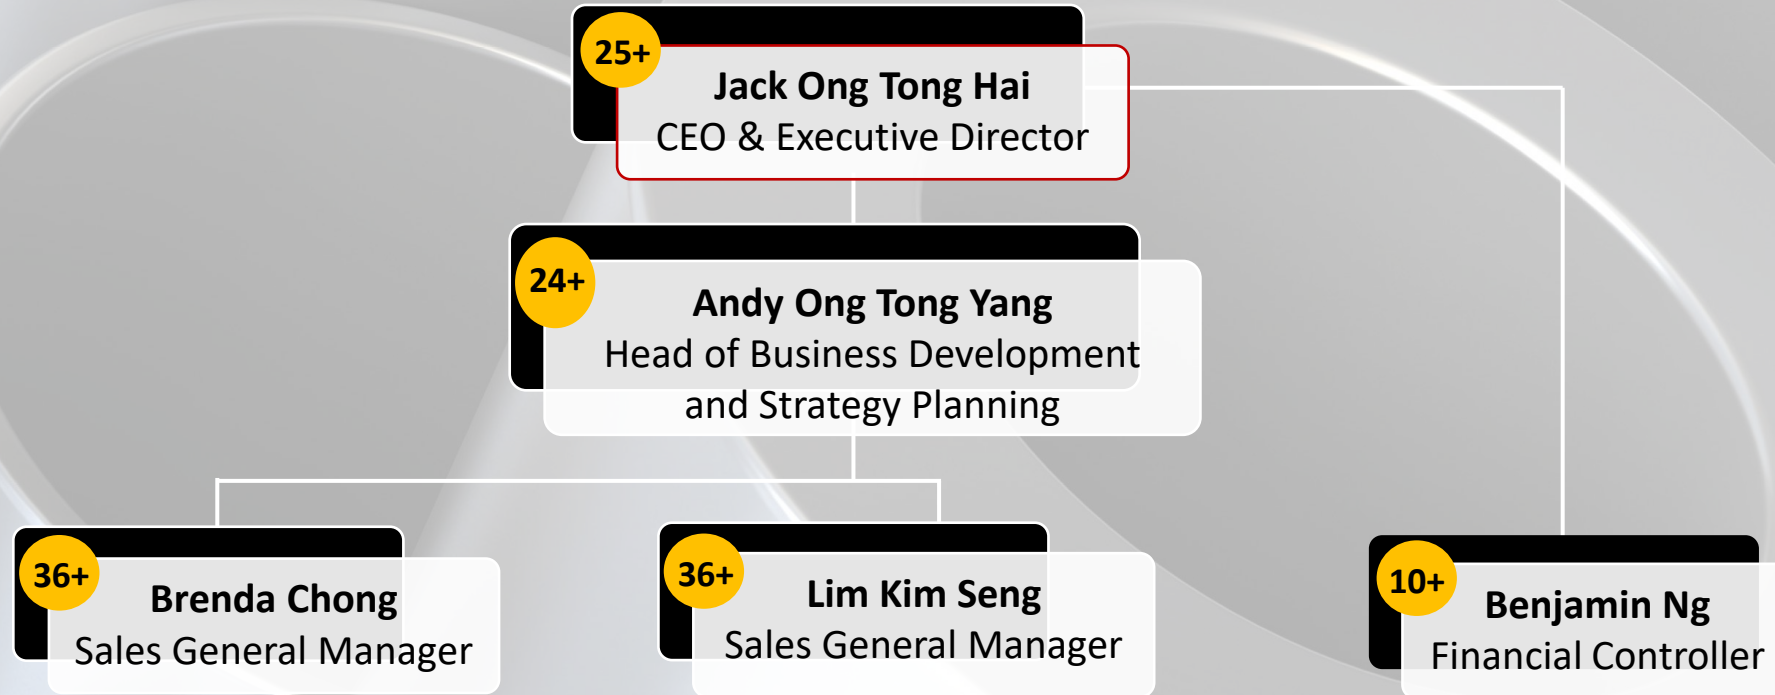 25+
Jack Ong Tong Hai
CEO & Executive Director
24+
Andy Ong Tong Yang
Head of Business Development
and Strategy Planning
36+
Brenda Chong
Sales General Manager
36+
Lim Kim Seng
Sales General Manager
10+
Benjamin Ng
Financial Controller